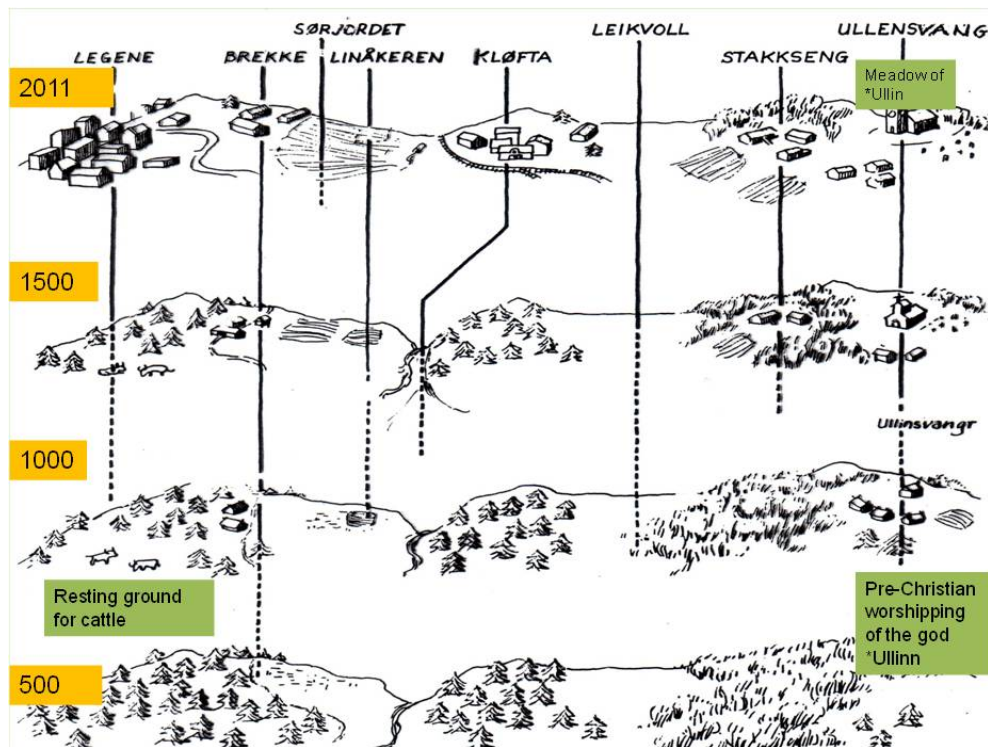 SØRJORDET
LEIKVOLL
ULLENSVANG
LEGENE
BREKKE
LINÅKEREN
KLØFTA
STAKKSENG
2011
Meadow of
*Ullin
1500
Ullinsvangr
1000
Resting ground
for cattle
Pre-Christian
worshipping
of the god
*Ullinn
500